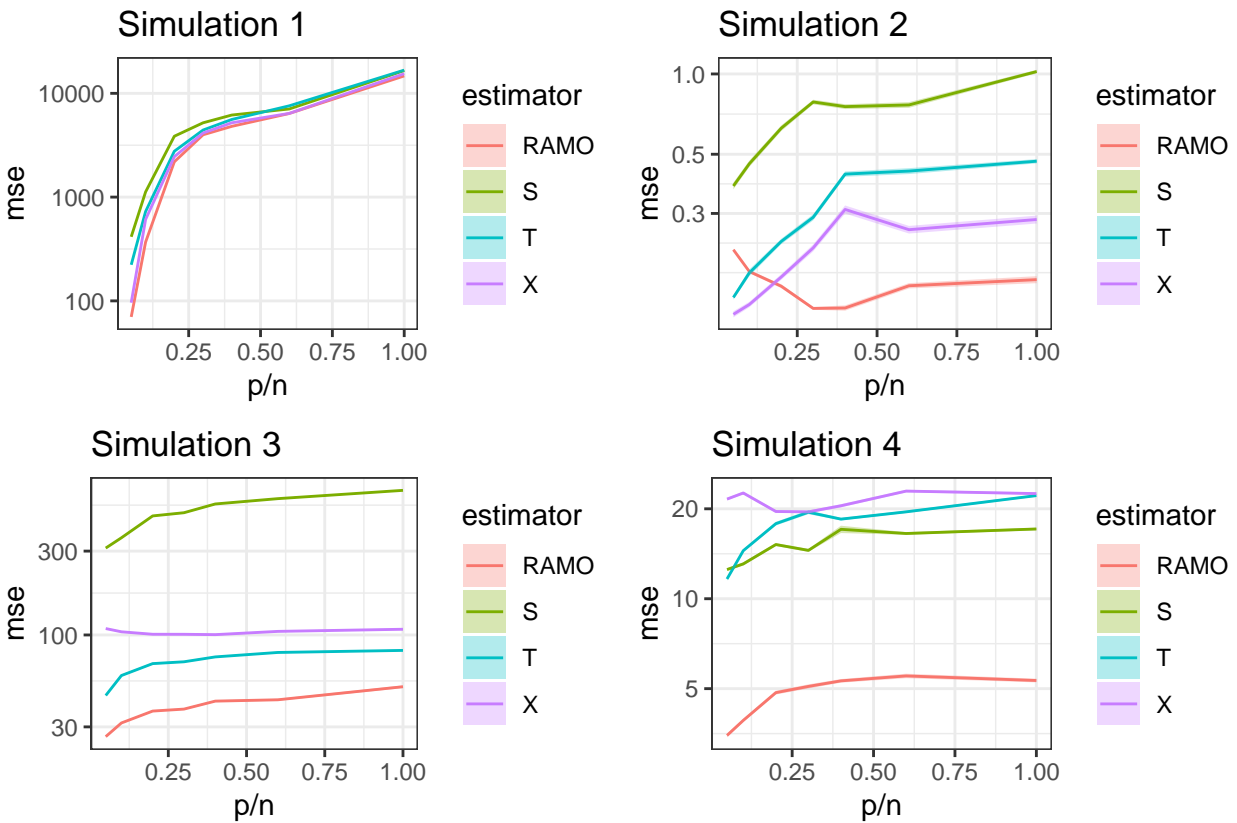 Simulation 1
mse
10000
1000
100
0.25 0.50 0.75 1.00
p/n
estimator
RAMO
S
T
X
Simulation 2
mse
1.0
0.5
0.3
0.25 0.50 0.75 1.00
p/n
estimator
RAMO
S
T
X
Simulation 3
mse
300
100
30
0.25 0.50 0.75 1.00
p/n
estimator
RAMO
S
T
X
Simulation 4
mse
20
10
5
0.25 0.50 0.75 1.00
p/n
estimator
RAMO
S
T
X